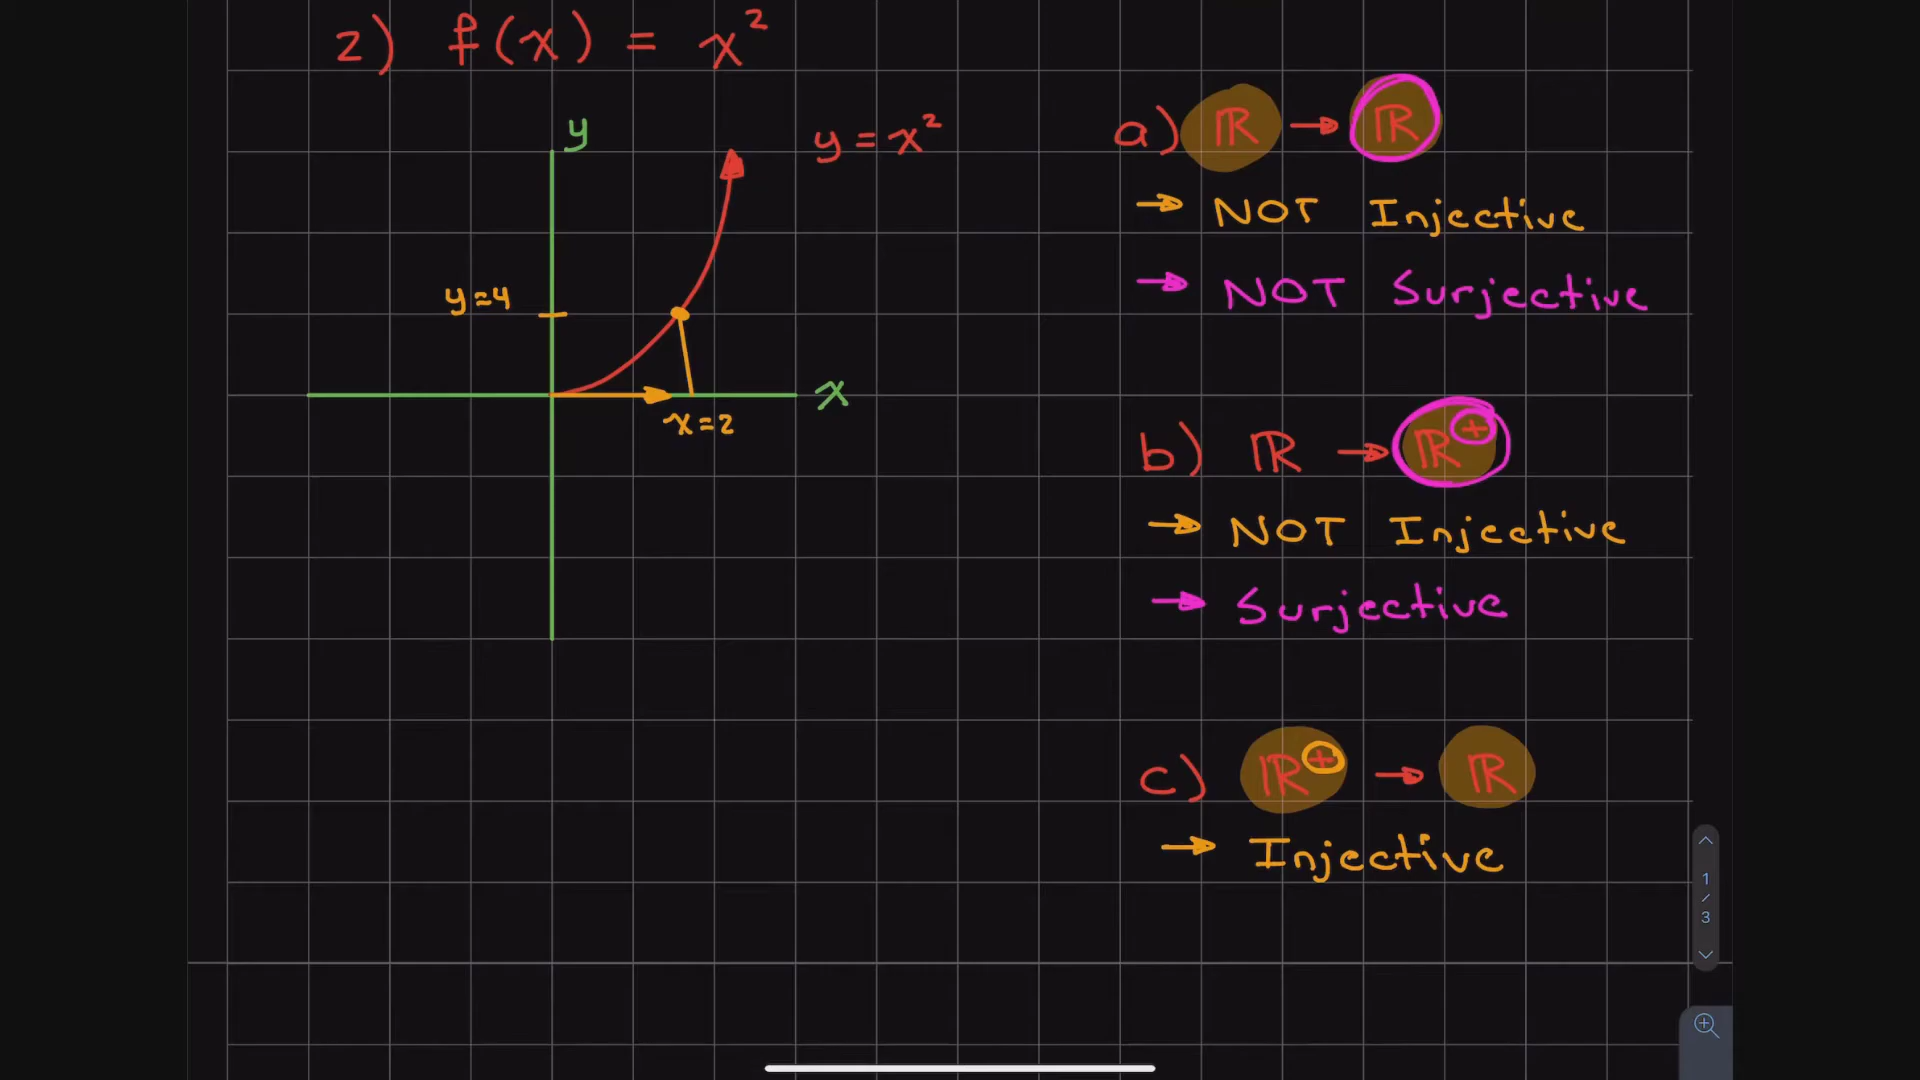 2) f(x) = x²
y
y = x²
y=4
x
x=2
a) ℝ → ℝ
→ NOT Injective
→ NOT Surjective
b) ℝ → ℝ⁺
→ NOT Injective
→ Surjective
c) ℝ⁺ → ℝ
→ Injective
1
/
3